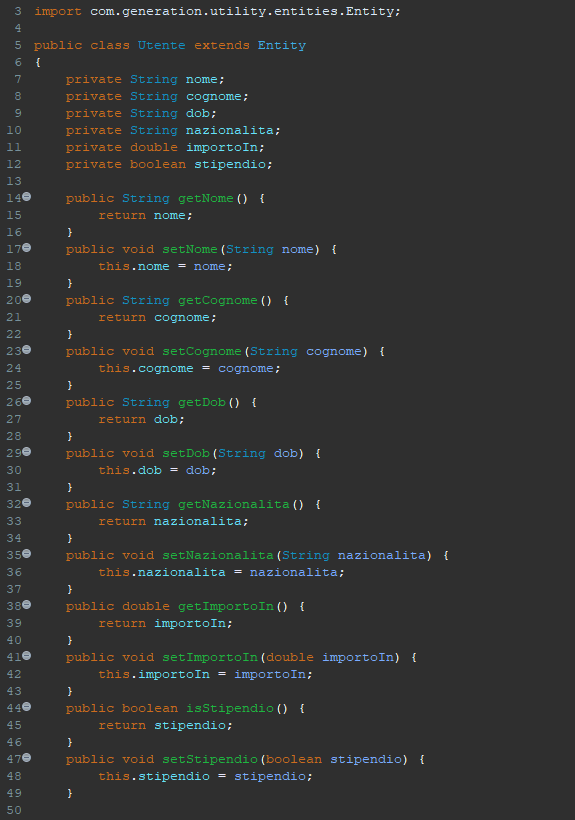 3 import com.generation.utility.entities.Entity;
4
5 public class Utente extends Entity
6 {
7     private String nome;
8     private String cognome;
9     private String dob;
10     private String nazionalita;
11     private double importoIn;
12     private boolean stipendio;
13
14     public String getNome() {
15         return nome;
16     }
17     public void setNome(String nome) {
18         this.nome = nome;
19     }
20     public String getCognome() {
21         return cognome;
22     }
23     public void setCognome(String cognome) {
24         this.cognome = cognome;
25     }
26     public String getDob() {
27         return dob;
28     }
29     public void setDob(String dob) {
30         this.dob = dob;
31     }
32     public String getNazionalita() {
33         return nazionalita;
34     }
35     public void setNazionalita(String nazionalita) {
36         this.nazionalita = nazionalita;
37     }
38     public double getImportoIn() {
39         return importoIn;
40     }
41     public void setImportoIn(double importoIn) {
42         this.importoIn = importoIn;
43     }
44     public boolean isStipendio() {
45         return stipendio;
46     }
47     public void setStipendio(boolean stipendio) {
48         this.stipendio = stipendio;
49     }
50